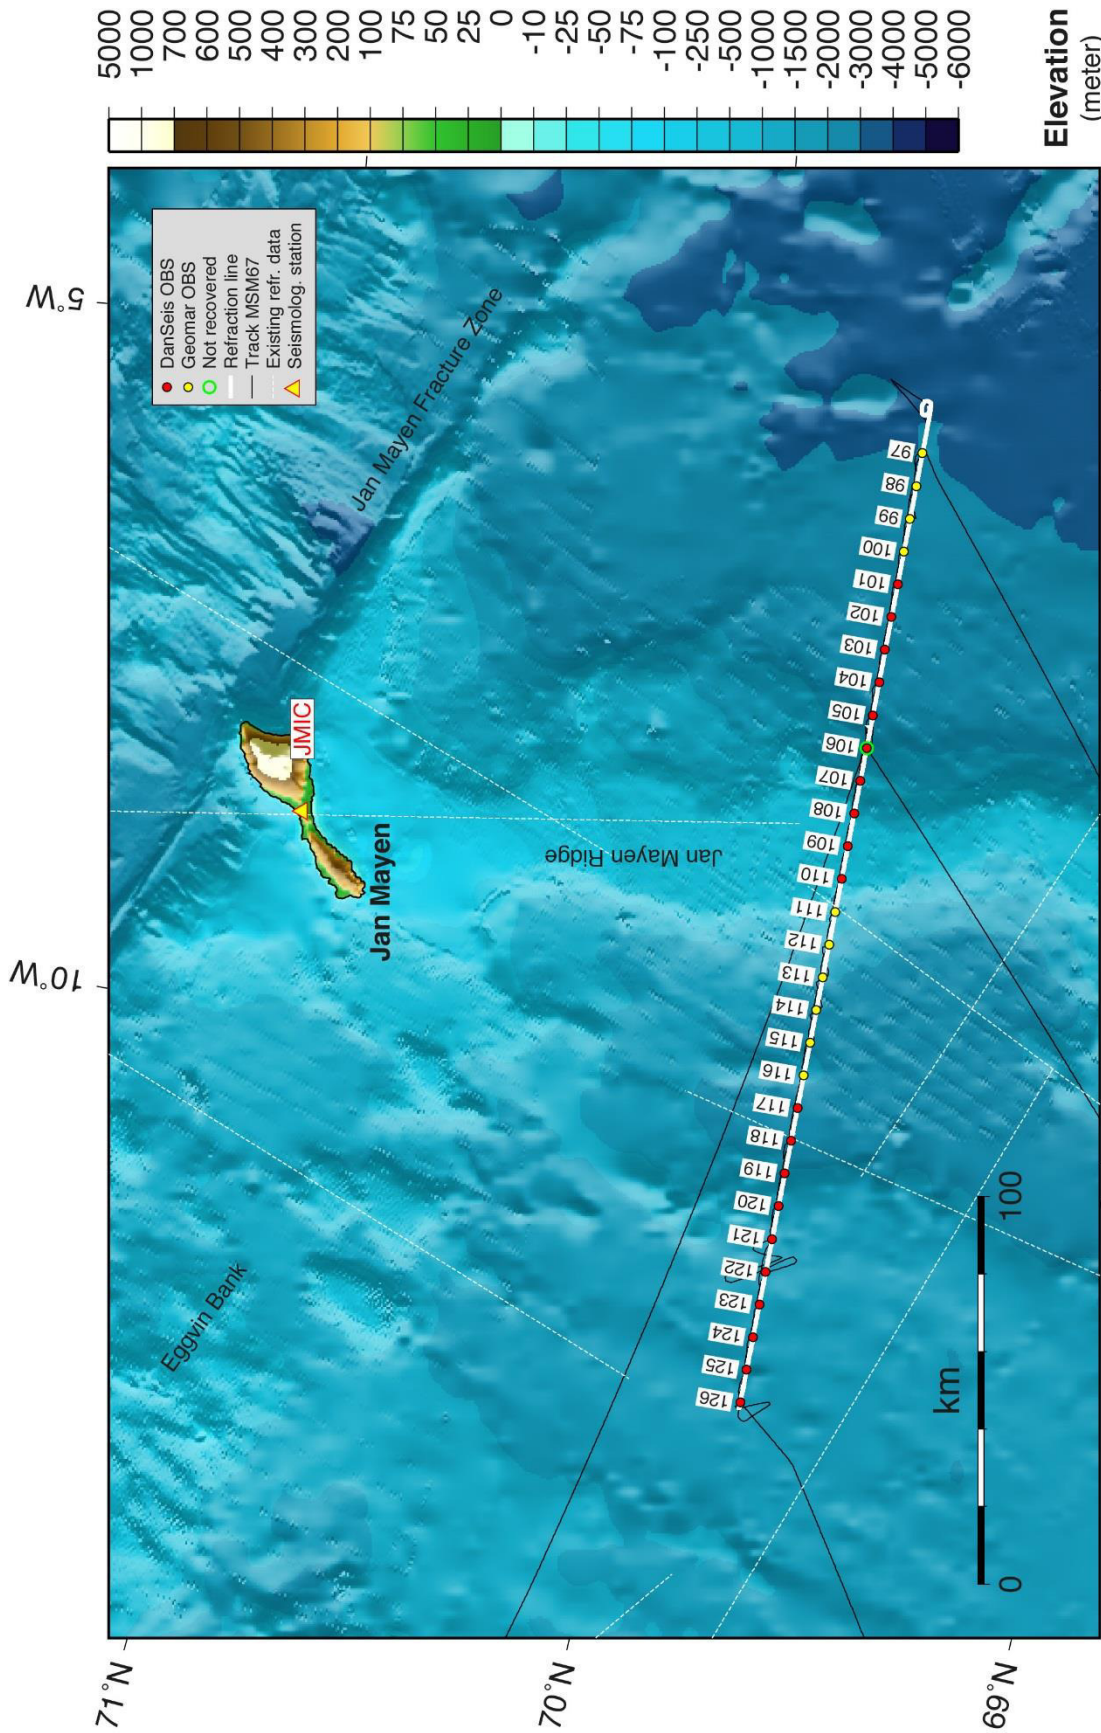 5°W
10°W
71°N
70°N
69°N
DanSeis OBS
Geomar OBS
Not recovered
Refraction line
Track MSM67
Existing refr. data
Seismolog. station
Jan Mayen Fracture Zone
JMIC
Jan Mayen
Jan Mayen Ridge
Eggvin Bank
126
125
124
123
122
121
120
119
118
117
116
115
114
113
112
111
110
109
108
107
106
105
104
103
102
101
100
99
98
97
km
0
100
5000
1000
700
500
300
200
100
75
50
25
0
-10
-25
-50
-75
-100
-250
-500
-1000
-1500
-2000
-3000
-4000
-5000
-6000
Elevation
(meter)